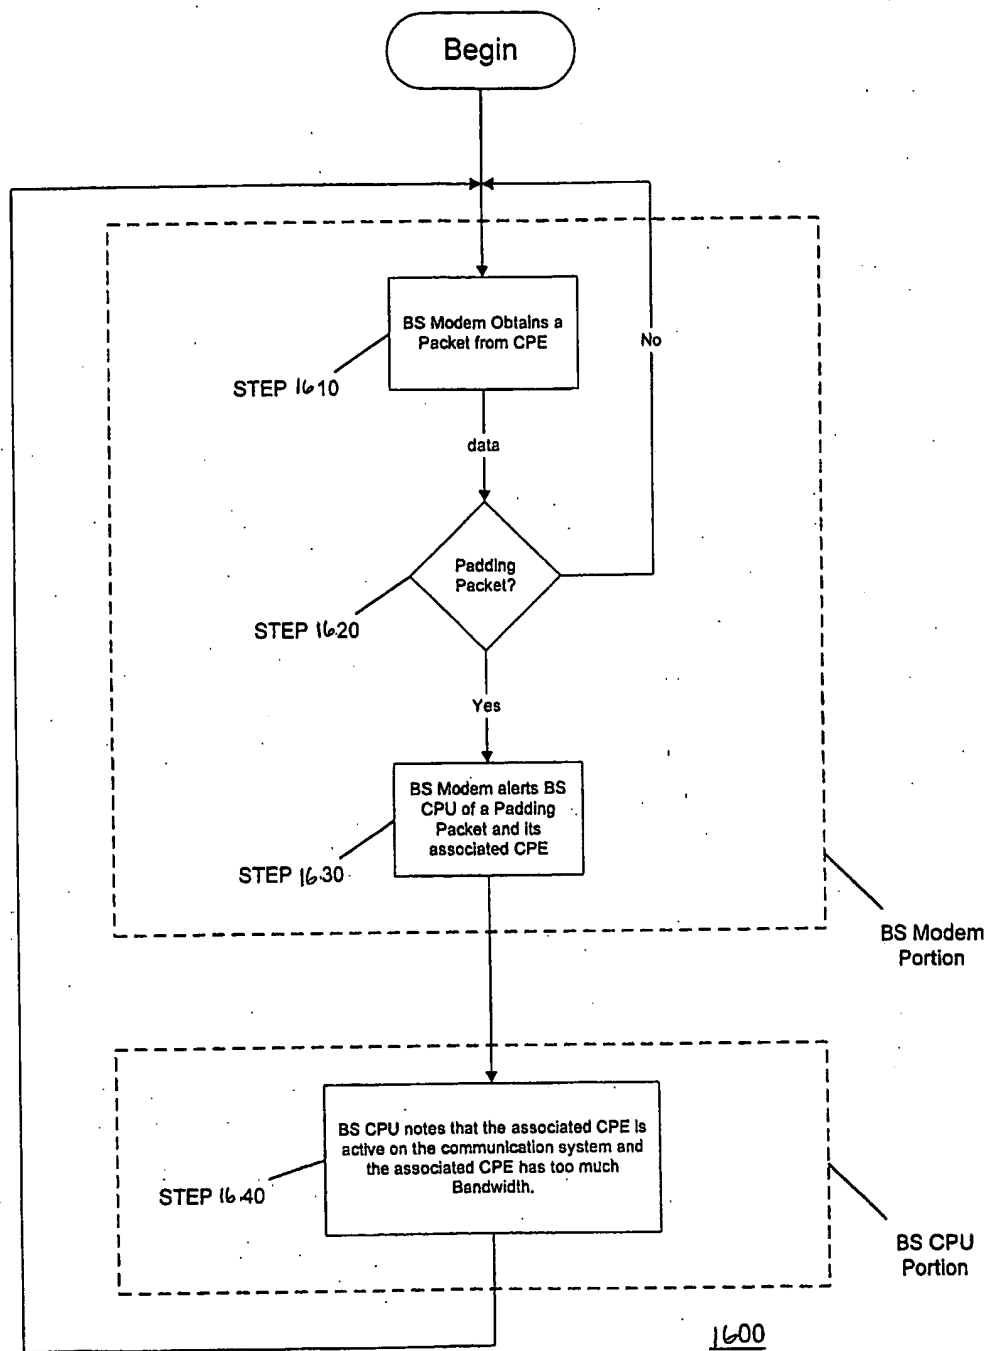 Begin
BS Modem Obtains a
Packet from CPE
No
STEP 1610
data
Padding
Packet?
STEP 1620
Yes
BS Modem alerts BS
CPU of a Padding
Packet and its
associated CPE
STEP 1630
BS Modem
Portion
BS CPU notes that the associated CPE is
active on the communication system and
the associated CPE has too much
Bandwidth.
STEP 1640
BS CPU
Portion
1600